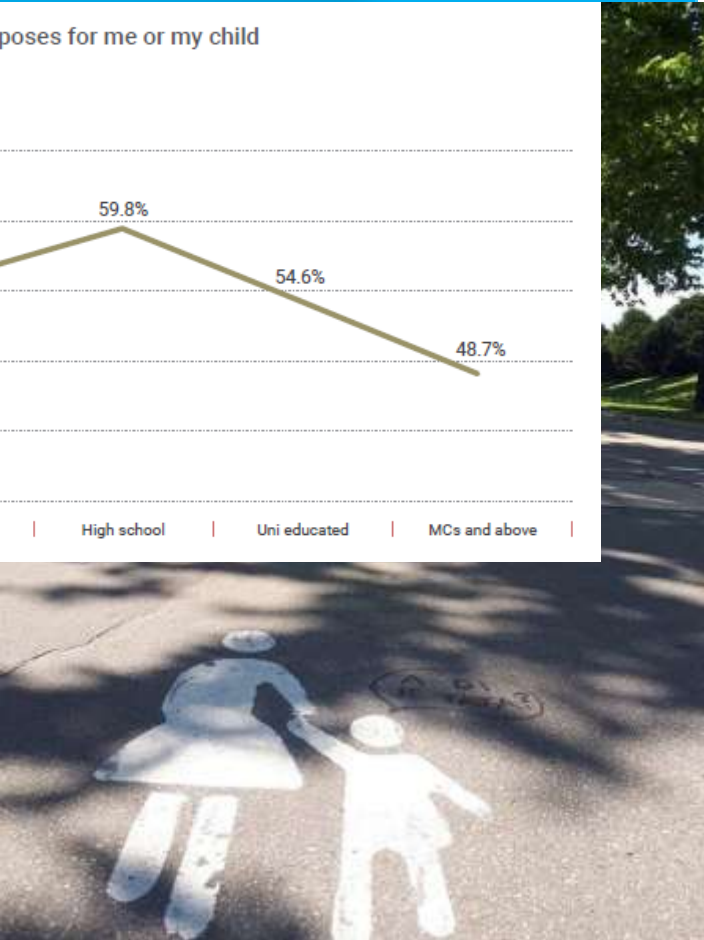 poses for me or my child
59.8%
54.6%
48.7%
High school
Uni educated
MCs and above